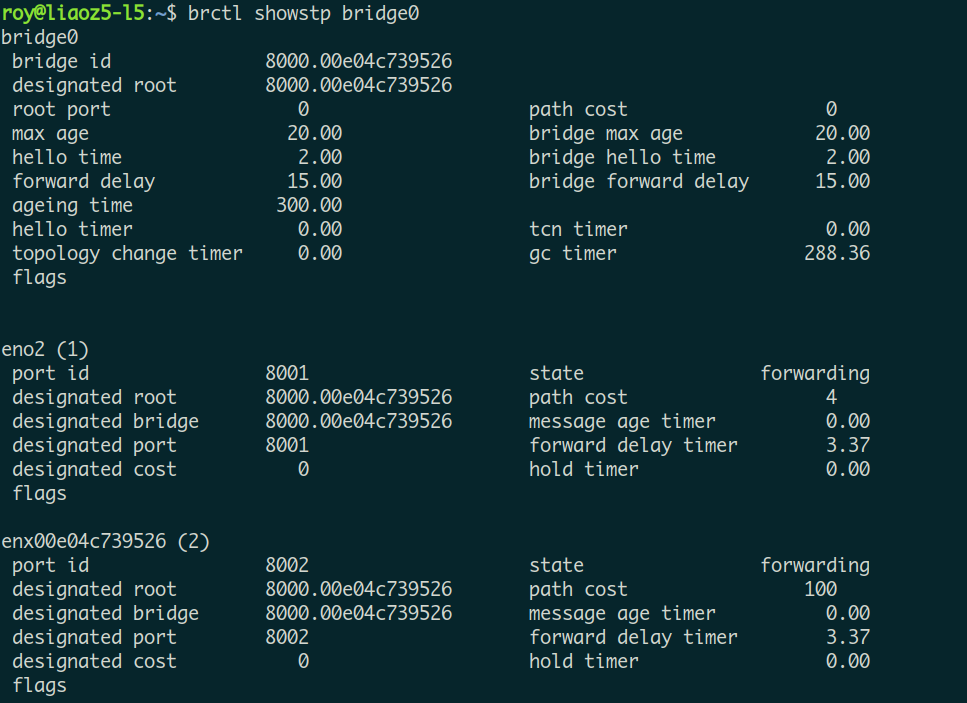 roy@liaoz5-l5:~$ brctl showstp bridge0
bridge0
 bridge id              8000.00e04c739526
 designated root        8000.00e04c739526
 root port                 0                    path cost                  0
 max age                  20.00                 bridge max age            20.00
 hello time                2.00                 bridge hello time          2.00
 forward delay            15.00                 bridge forward delay      15.00
 ageing time             300.00
 hello timer               0.00                 tcn timer                  0.00
 topology change timer     0.00                 gc timer                 288.36
 flags

eno2 (1)
 port id                8001                    state                forwarding
 designated root        8000.00e04c739526       path cost                  4
 designated bridge      8000.00e04c739526       message age timer          0.00
 designated port        8001                    forward delay timer        3.37
 designated cost           0                    hold timer                 0.00
 flags

enx00e04c739526 (2)
 port id                8002                    state                forwarding
 designated root        8000.00e04c739526       path cost                100
 designated bridge      8000.00e04c739526       message age timer          0.00
 designated port        8002                    forward delay timer        3.37
 designated cost           0                    hold timer                 0.00
 flags